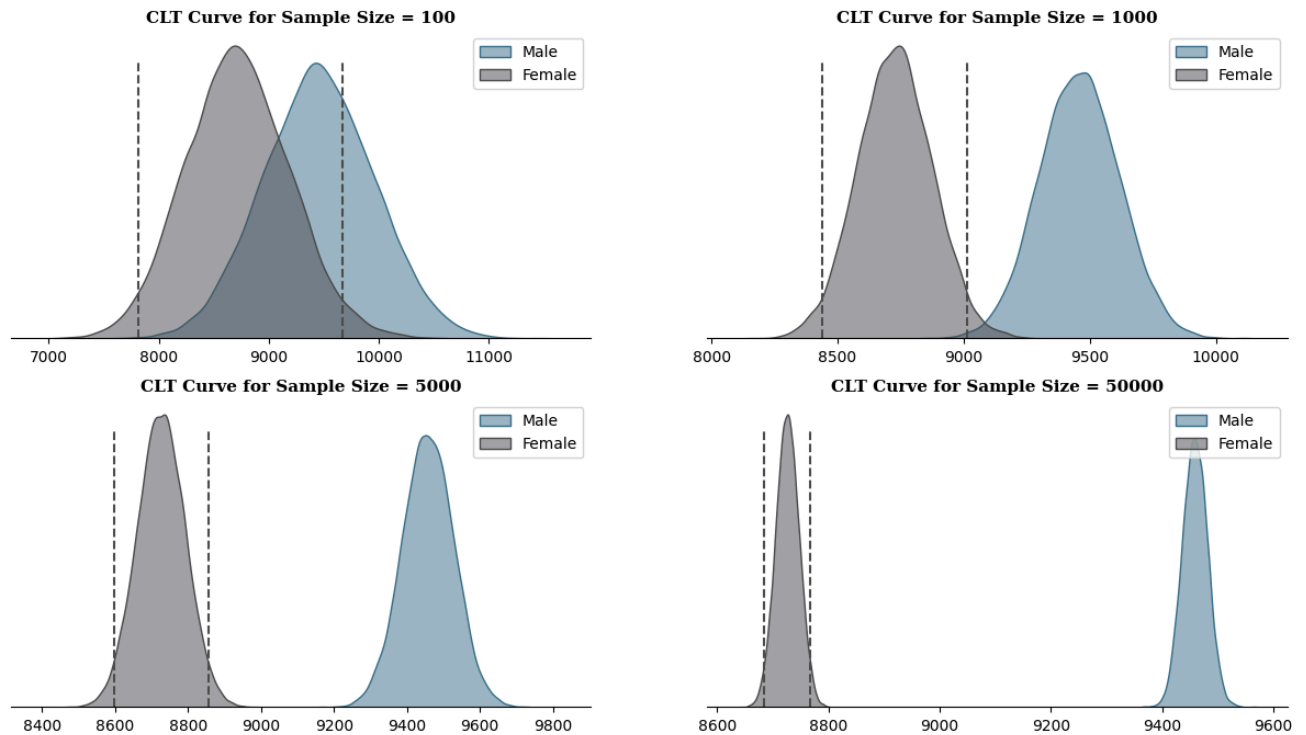 CLT Curve for Sample Size = 100
Male
Female
7000 8000 9000 10000 11000
CLT Curve for Sample Size = 1000
Male
Female
8000 8500 9000 9500 10000
CLT Curve for Sample Size = 5000
Male
Female
8400 8600 8800 9000 9200 9400 9600 9800
CLT Curve for Sample Size = 50000
Male
Female
8600 8800 9000 9200 9400 9600